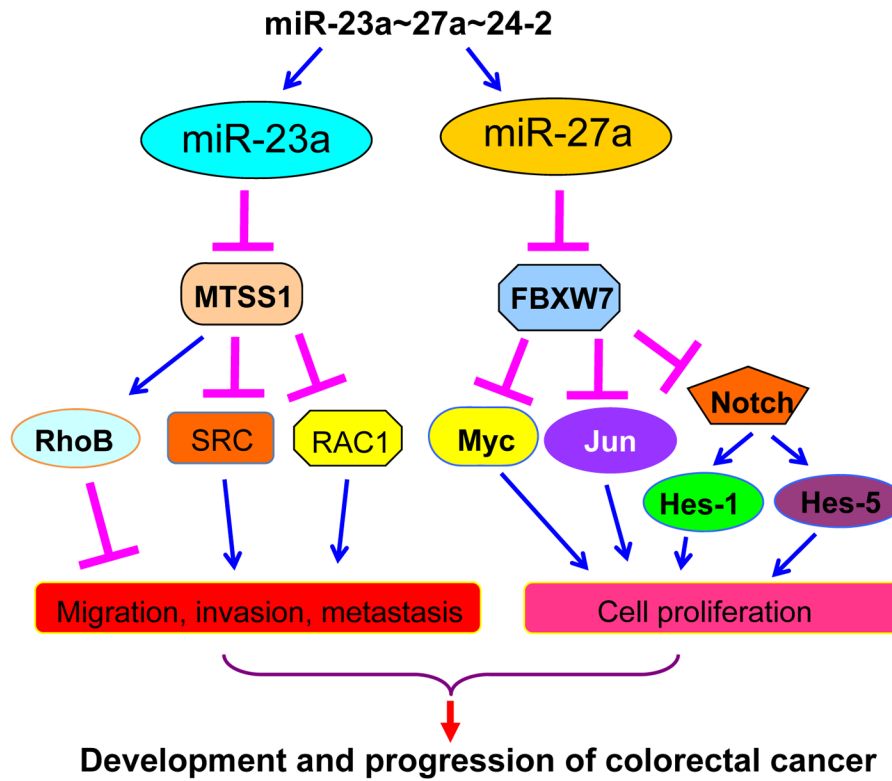 miR-23a~27a~24-2
miR-23a
miR-27a
MTSS1
FBXW7
RhoB
SRC
RAC1
Myc
Jun
Notch
Hes-1
Hes-5
Migration, invasion, metastasis
Cell proliferation
Development and progression of colorectal cancer